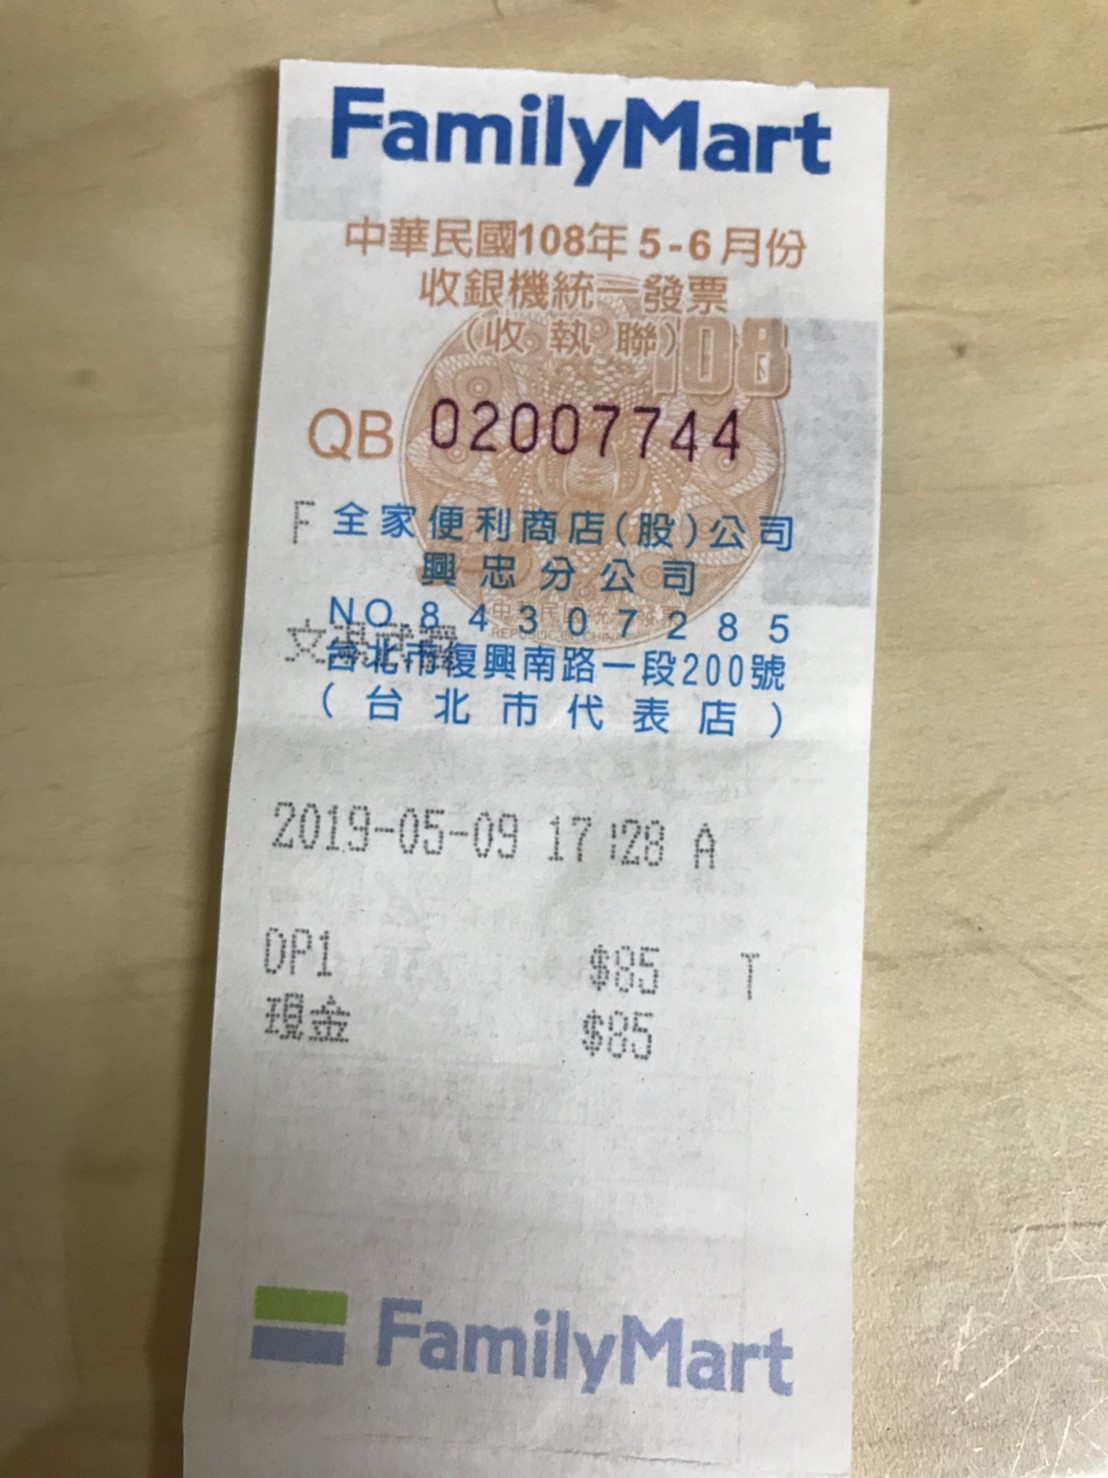 FamilyMart
中華民國108年 5-6 月份
收銀機統一發票
(收 執 聯) 108
QB 02007744
F 全家便利商店(股)公司
興忠分公司
NO 8 4 3 0 7 2 8 5
台北市復興南路一段200號
(台北市代表店)
2019-05-09 17:28 A
DP1 $85 T
現金 $85
FamilyMart